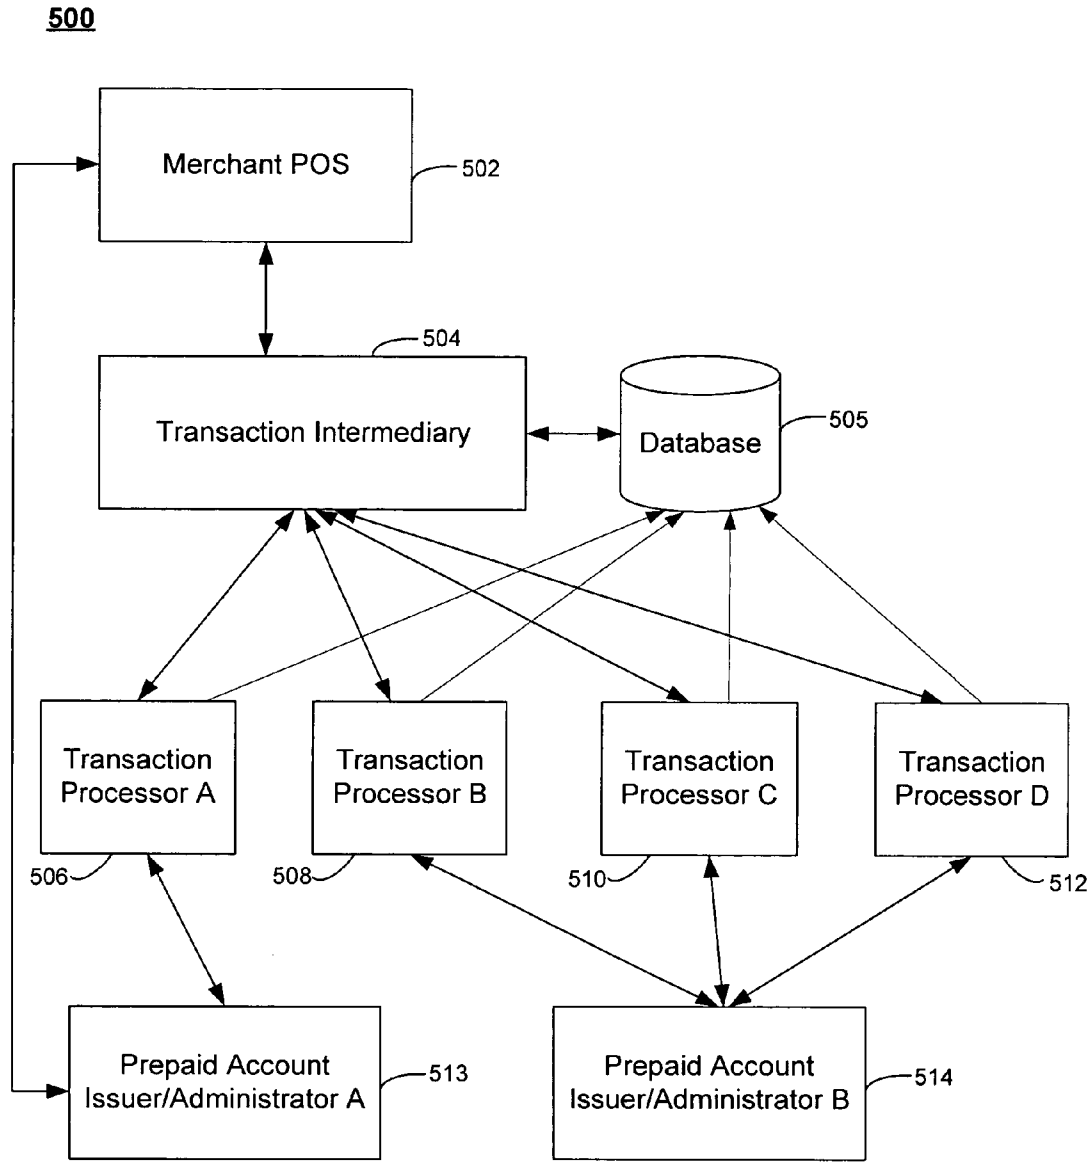 500
Merchant POS
502
504
Transaction Intermediary
Database
505
Transaction
Processor A
Transaction
Processor B
Transaction
Processor C
Transaction
Processor D
506
508
510
512
Prepaid Account
Issuer/Administrator A
513
Prepaid Account
Issuer/Administrator B
514